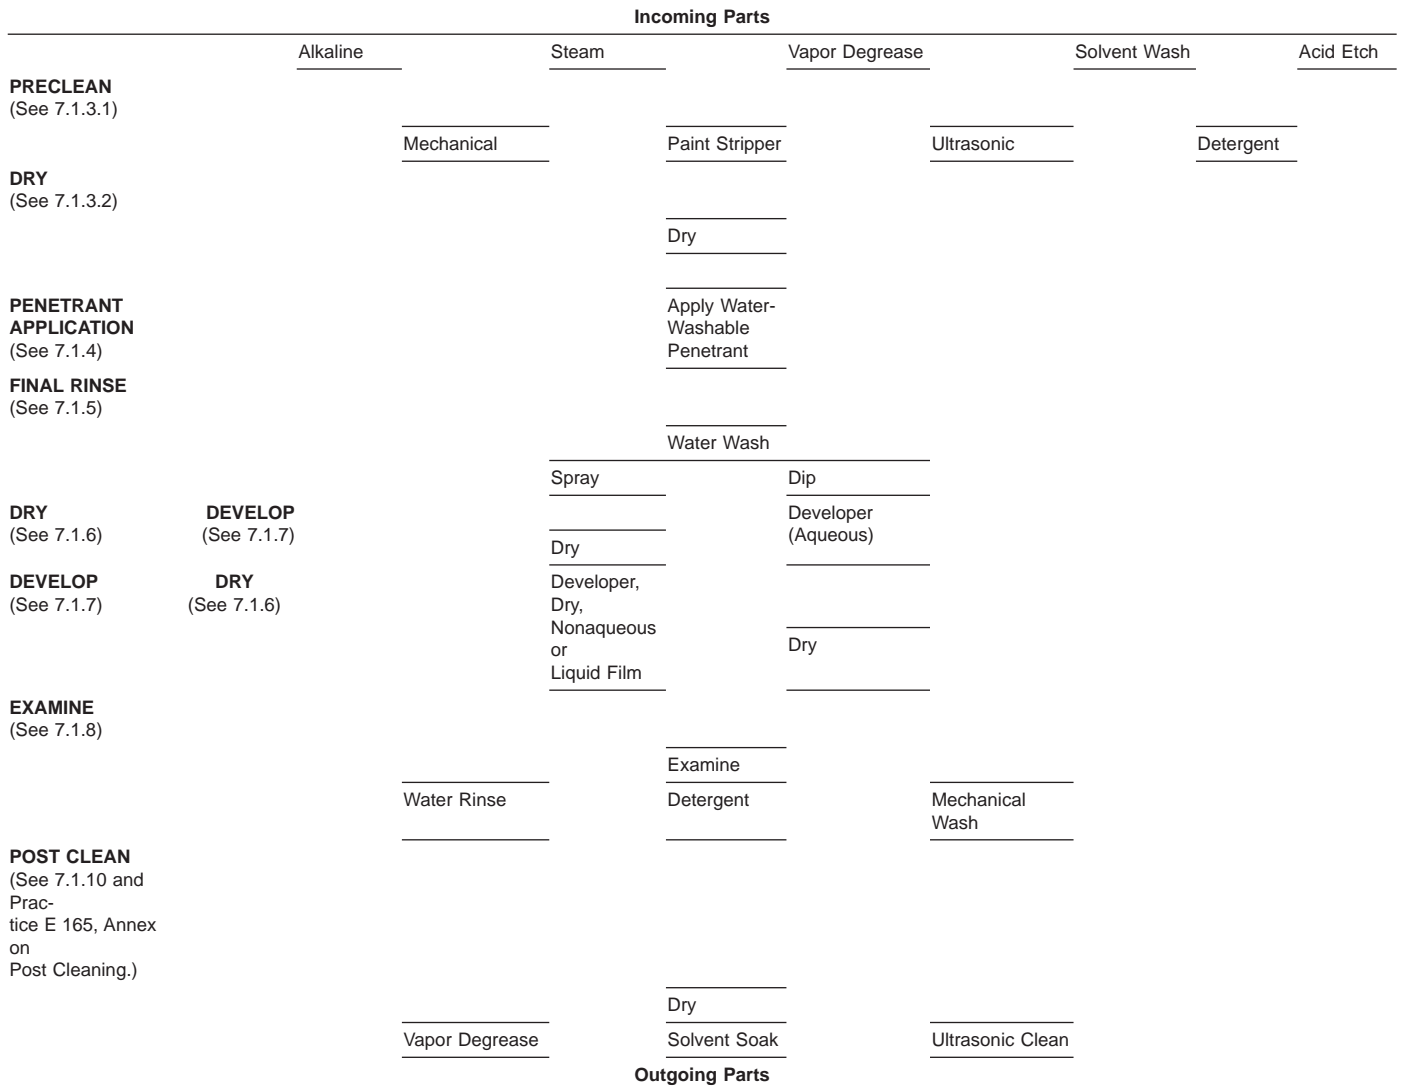 Incoming Parts
Alkaline Steam Vapor Degrease Solvent Wash Acid Etch
PRECLEAN
(See 7.1.3.1)
Mechanical Paint Stripper Ultrasonic Detergent
DRY
(See 7.1.3.2)
Dry
PENETRANT
APPLICATION
(See 7.1.4)
Apply Water-
Washable
Penetrant
FINAL RINSE
(See 7.1.5)
Water Wash
Spray Dip
DRY DEVELOP
(See 7.1.6) (See 7.1.7)
Developer
(Aqueous)
Dry
DEVELOP DRY
(See 7.1.7) (See 7.1.6)
Developer,
Dry,
Nonaqueous
or
Liquid Film
Dry
EXAMINE
(See 7.1.8)
Examine
Water Rinse Detergent Mechanical
Wash
POST CLEAN
(See 7.1.10 and
Prac-
tice E 165, Annex
on
Post Cleaning.)
Dry
Vapor Degrease Solvent Soak Ultrasonic Clean
Outgoing Parts